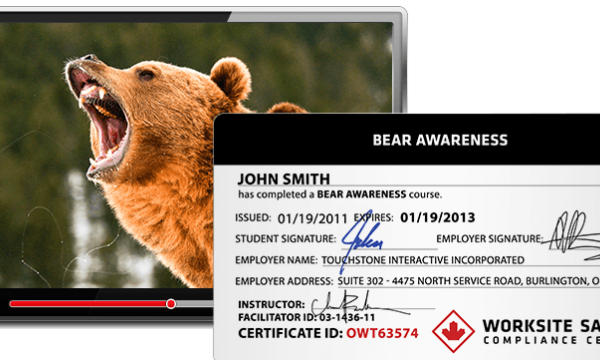 BEAR AWARENESS
JOHN SMITH
has completed a BEAR AWARENESS course.
ISSUED: 01/19/2011 EXPIRES: 01/19/2013
STUDENT SIGNATURE: John EMPLOYER SIGNATURE:
EMPLOYER NAME: TOUCHSTONE INTERACTIVE INCORPORATED
EMPLOYER ADDRESS: SUITE 302 - 4475 NORTH SERVICE ROAD, BURLINGTON, O
INSTRUCTOR:
FACILITATOR ID: 03-1436-11
CERTIFICATE ID: OWT63574
WORKSITE SA
COMPLIANCE CE